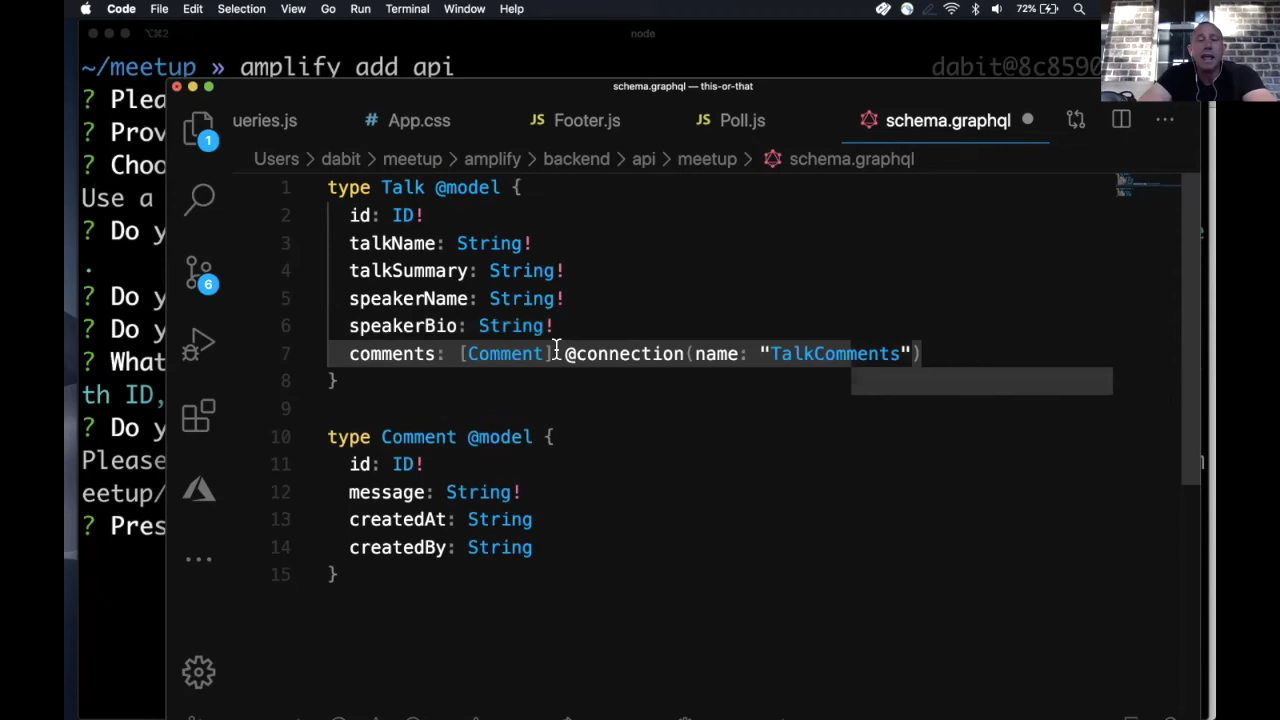 Code File Edit Selection View Go Run Terminal Window Help 72%
⌥⌘2 node
~/meetup » amplify add api dabit@8c8590
? Plea
? Prov
? Choo
Use a
? Do y
.
? Do y
? Do y
? What
th ID,
? Do y
Please
eetup/
? Pres
schema.graphql — this-or-that
ueries.js # App.css JS Footer.js JS Poll.js schema.graphql
Users > dabit > meetup > amplify > backend > api > meetup > schema.graphql
1
6
1 type Talk @model {
2 id: ID!
3 talkName: String!
4 talkSummary: String!
5 speakerName: String!
6 speakerBio: String!
7 comments: [Comment] @connection(name: "TalkComments")
8 }
9
10 type Comment @model {
11 id: ID!
12 message: String!
13 createdAt: String
14 createdBy: String
15 }